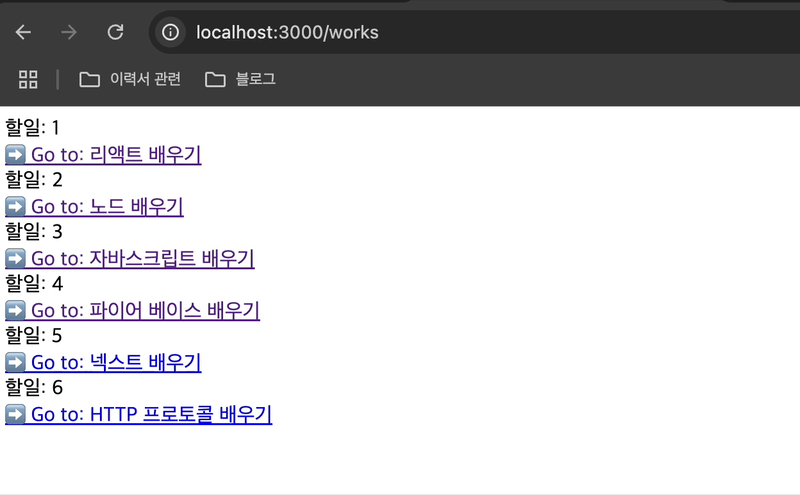 localhost:3000/works
이력서 관련 블로그
할일: 1
➡️ Go to: 리액트 배우기
할일: 2
➡️ Go to: 노드 배우기
할일: 3
➡️ Go to: 자바스크립트 배우기
할일: 4
➡️ Go to: 파이어 베이스 배우기
할일: 5
➡️ Go to: 넥스트 배우기
할일: 6
➡️ Go to: HTTP 프로토콜 배우기